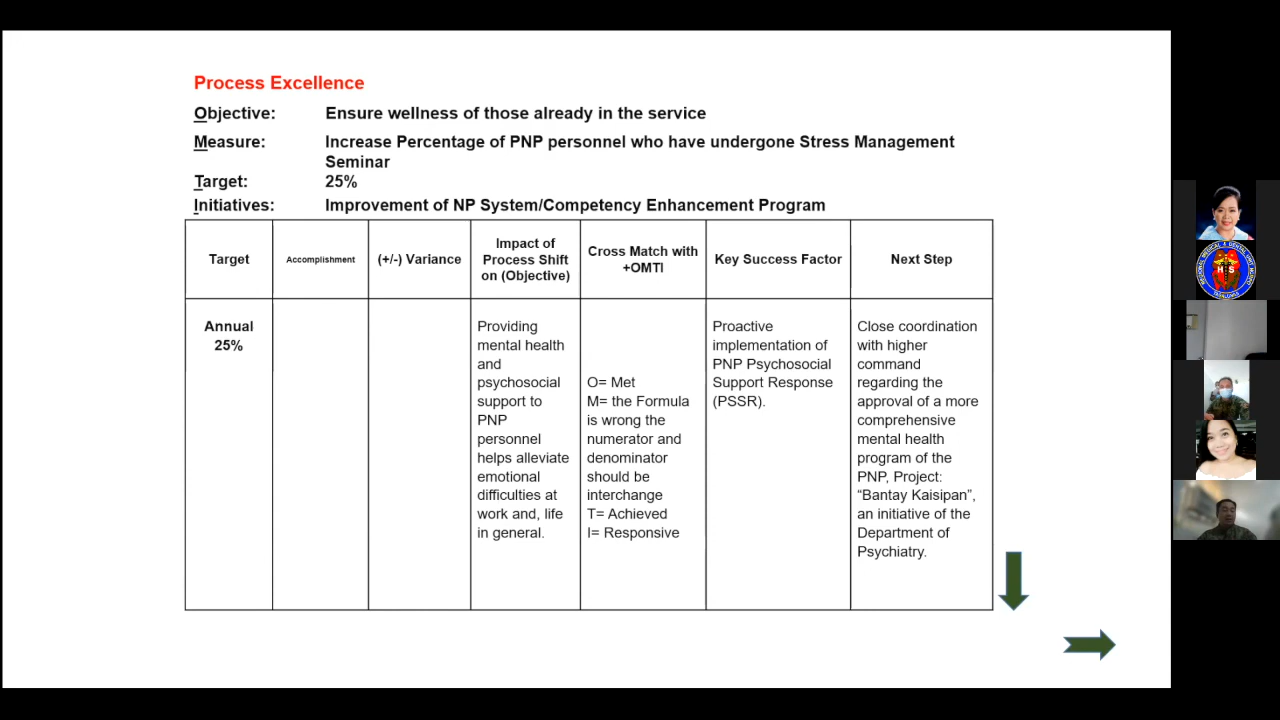 Process Excellence
Objective: Ensure wellness of those already in the service
Measure: Increase Percentage of PNP personnel who have undergone Stress Management
Seminar
Target: 25%
Initiatives: Improvement of NP System/Competency Enhancement Program
Target
Accomplishment
(+/-) Variance
Impact of
Process Shift
on (Objective)
Cross Match with
+OMTI
Key Success Factor
Next Step
Annual
25%
Providing
mental health
and
psychosocial
support to
PNP
personnel
helps alleviate
emotional
difficulties at
work and, life
in general.
O= Met
M= the Formula
is wrong the
numerator and
denominator
should be
interchange
T= Achieved
I= Responsive
Proactive
implementation of
PNP Psychosocial
Support Response
(PSSR).
Close coordination
with higher
command
regarding the
approval of a more
comprehensive
mental health
program of the
PNP, Project:
“Bantay Kaisipan”,
an initiative of the
Department of
Psychiatry.